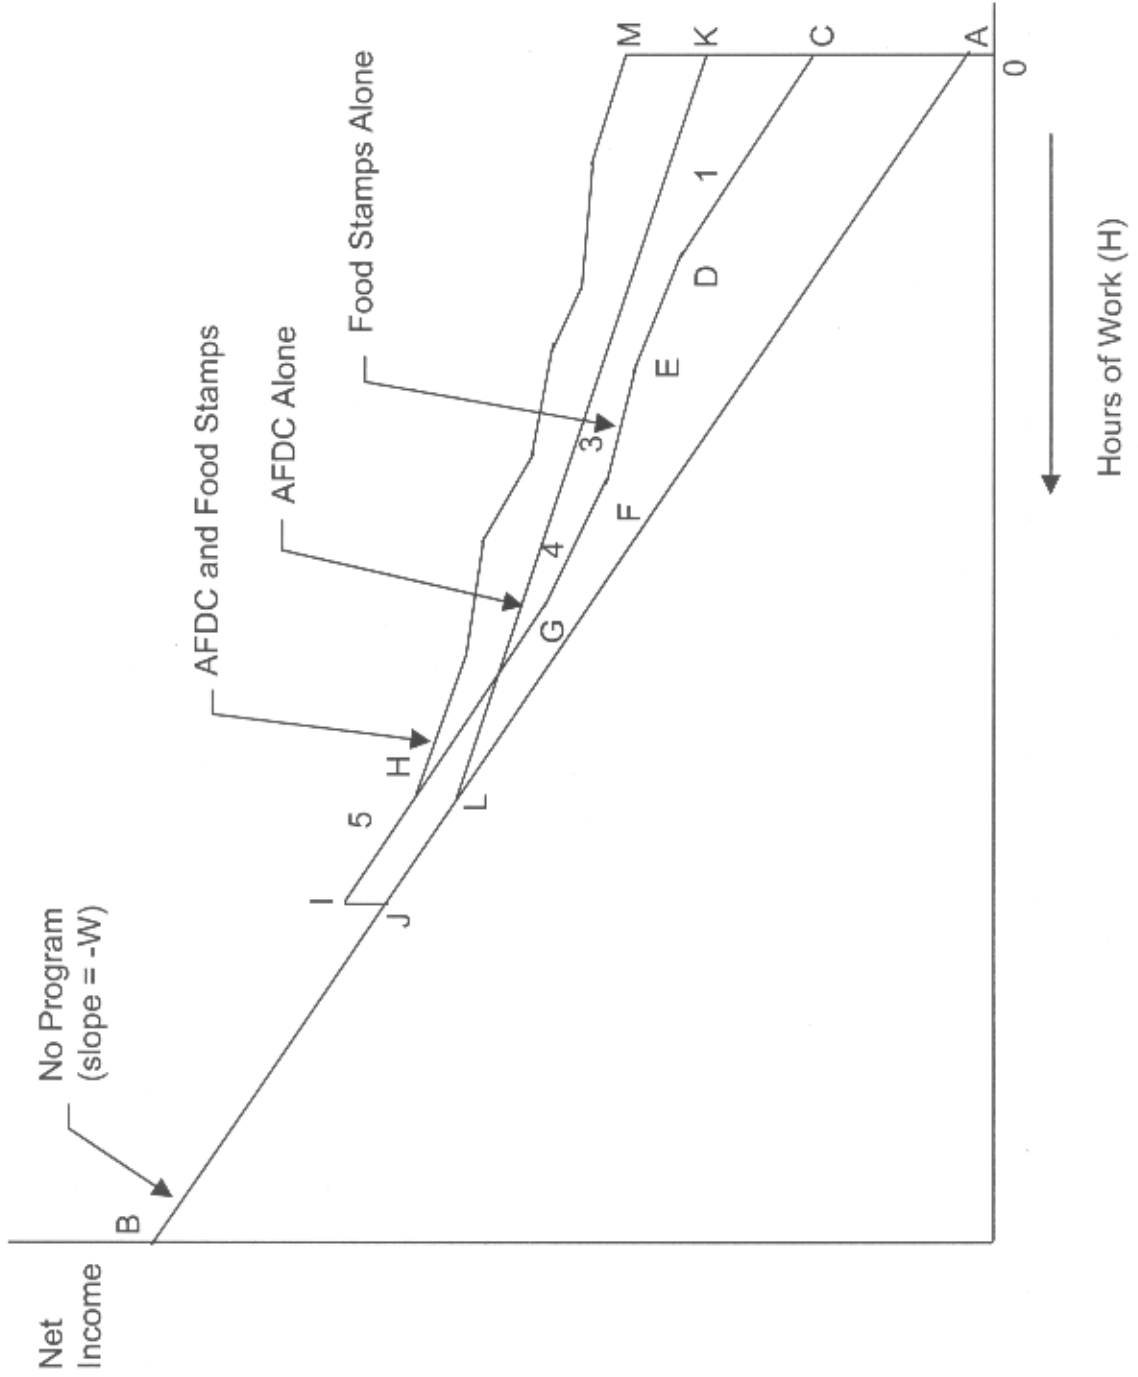 Net
Income
B
No Program
(slope = -W)
I
J
5
H
L
AFDC and Food Stamps
AFDC Alone
Food Stamps Alone
G
4
F
3
E
D
1
M
K
C
A
0
Hours of Work (H)